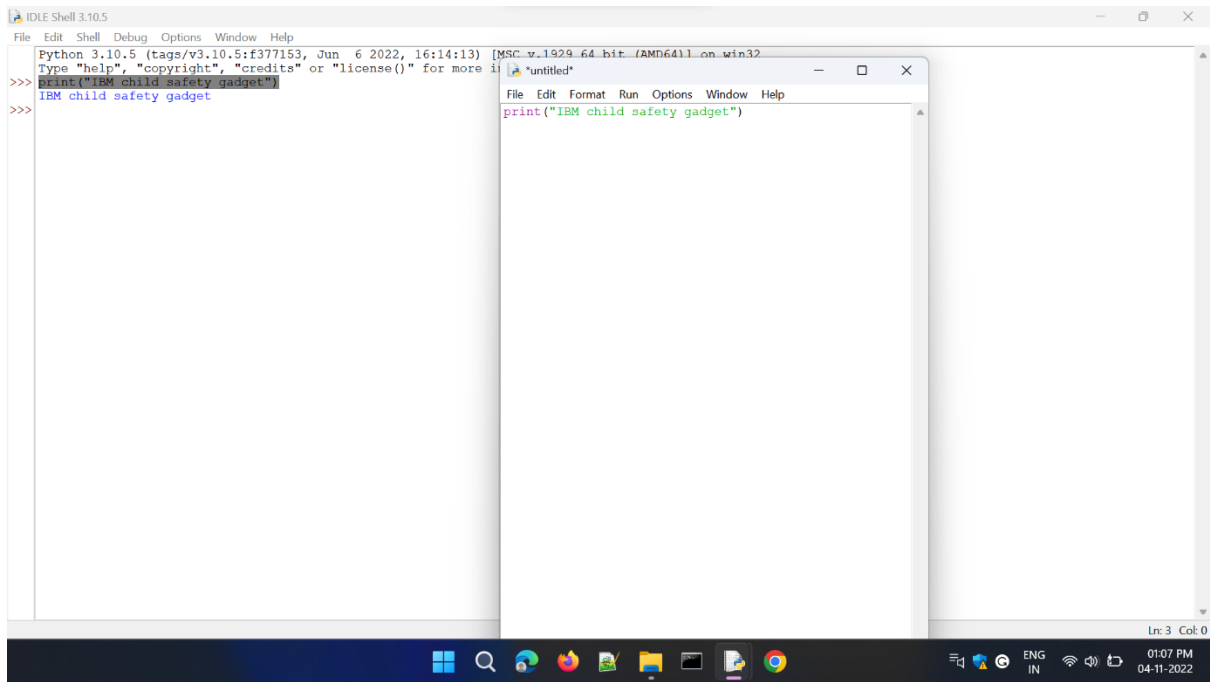 IDLE Shell 3.10.5
File Edit Shell Debug Options Window Help
Python 3.10.5 (tags/v3.10.5:f377153, Jun 6 2022, 16:14:13) [MSC v.1929 64 bit (AMD64)] on win32
Type "help", "copyright", "credits" or "license()" for more i
>>> print("IBM child safety gadget")
IBM child safety gadget
>>>
*untitled*
File Edit Format Run Options Window Help
print("IBM child safety gadget")
Ln: 3 Col: 0
ENG
IN
01:07 PM
04-11-2022